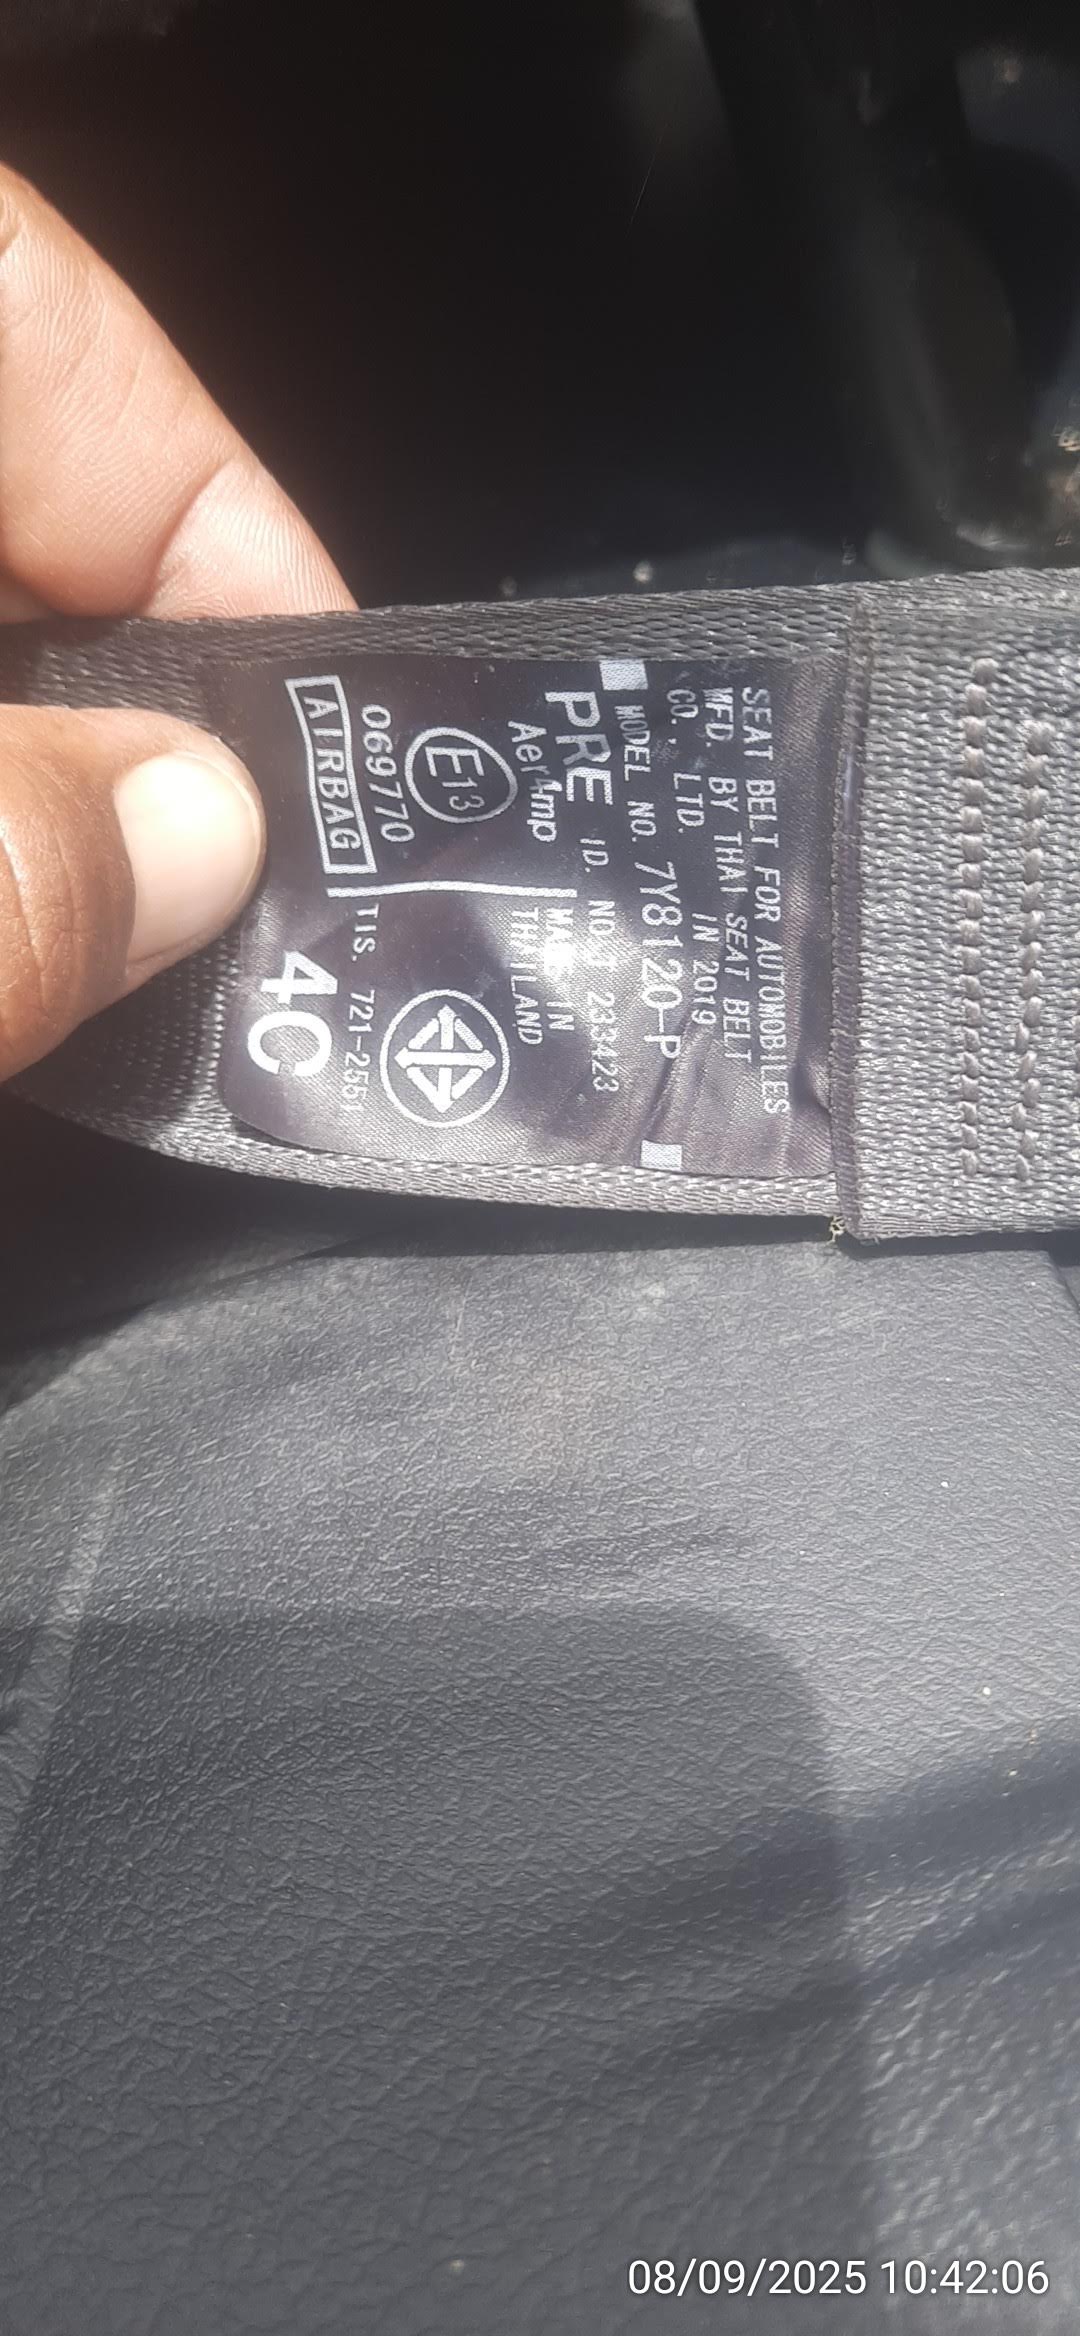 SEAT BELT FOR AUTOMOBILES
MFD. BY THAI SEAT BELT
CO., LTD. IN 2019
MODEL NO. 7Y8120-P
PRE ID. NO. T 233423
Aer4mp MADE IN
THAILAND
E13
069770 TIS. 721-2551
AIRBAG
4C
08/09/2025 10:42:06